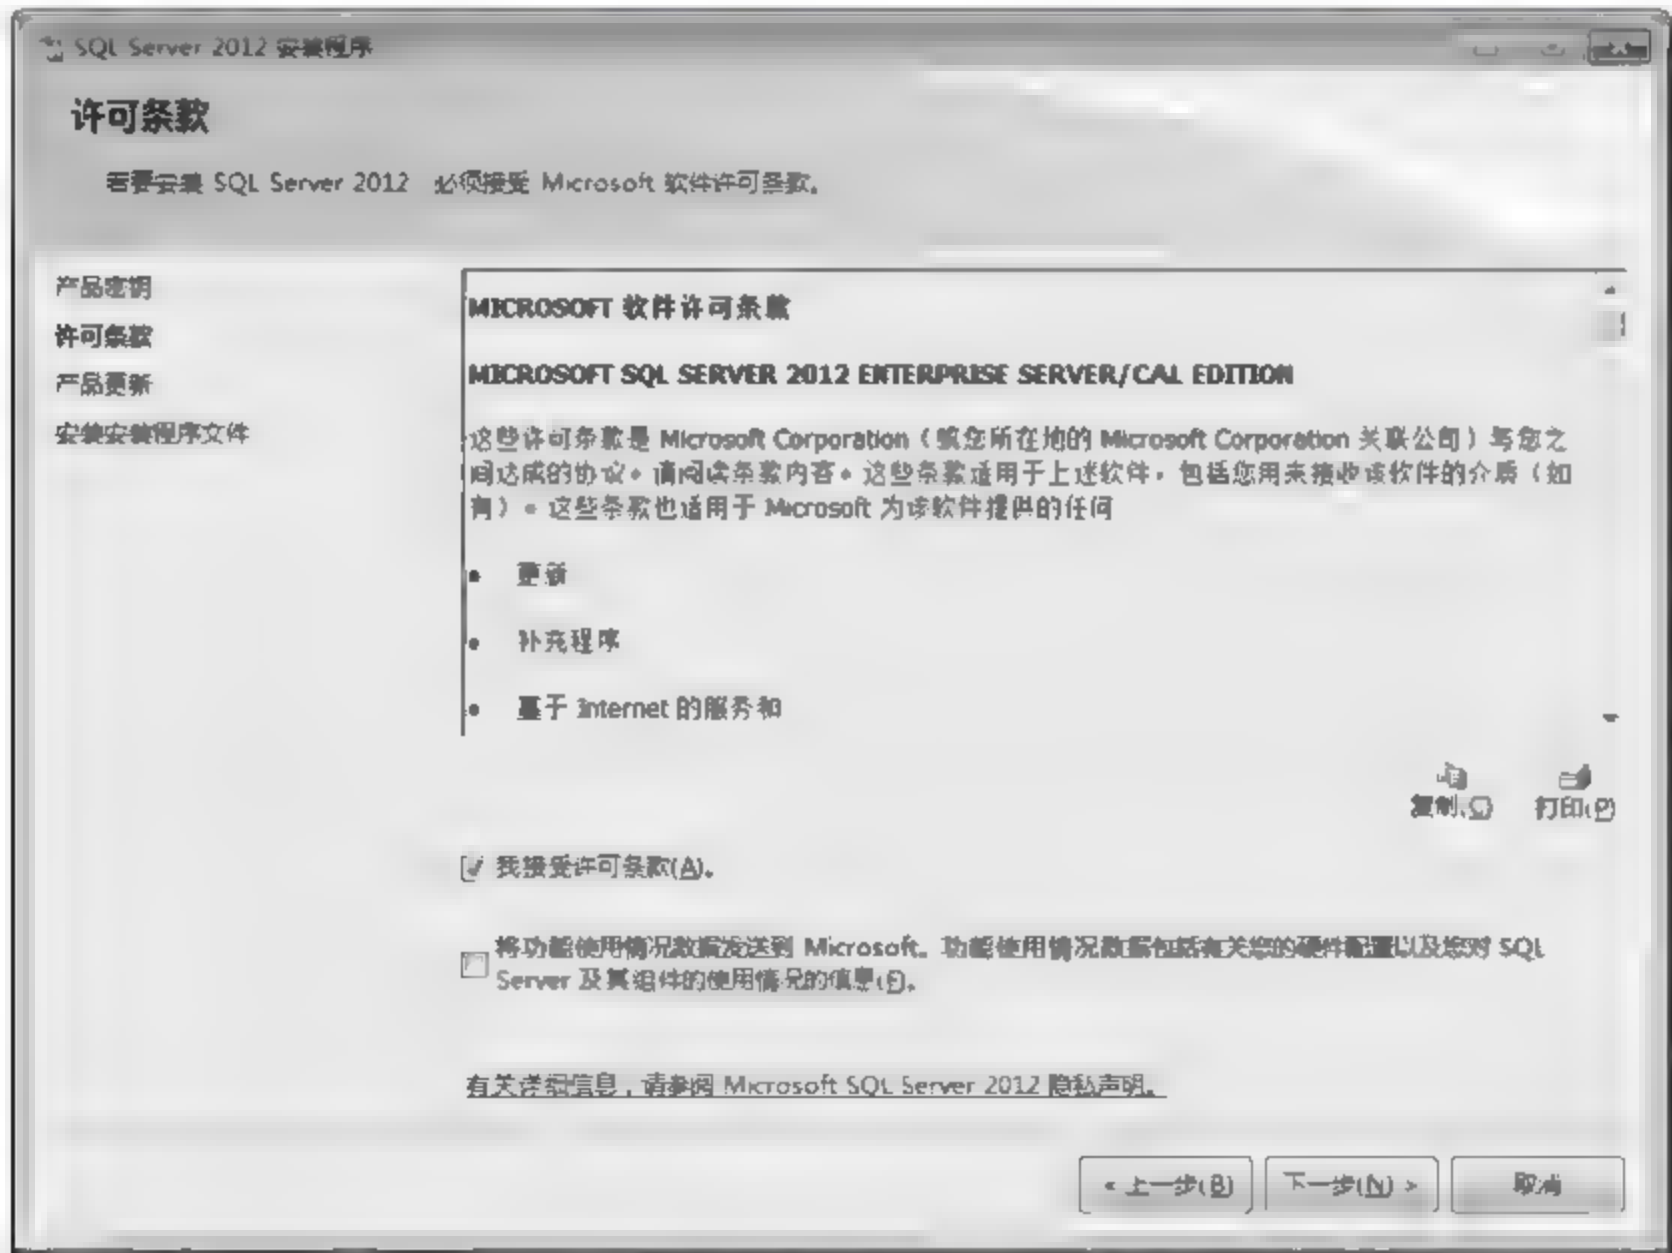 SQL Server 2012 安装程序
许可条款
若要安装 SQL Server 2012，必须接受 Microsoft 软件许可条款。
产品密钥
许可条款
产品更新
安装安装程序文件
MICROSOFT 软件许可条款
MICROSOFT SQL SERVER 2012 ENTERPRISE SERVER/CAL EDITION
这些许可条款是 Microsoft Corporation（或您所在地的 Microsoft Corporation 关联公司）与您之
间达成的协议。请阅读条款内容。这些条款适用于上述软件，包括您用来接收该软件的介质（如
有）。这些条款也适用于 Microsoft 为该软件提供的任何
• 更新
• 补充程序
• 基于 Internet 的服务和
复制(C)
打印(P)
我接受许可条款(A)。
将功能使用情况数据发送到 Microsoft。功能使用情况数据包括有关您的硬件配置以及您对 SQL
Server 及其组件的使用情况的信息(F)。
有关详细信息，请参阅 Microsoft SQL Server 2012 隐私声明。
< 上一步(B)
下一步(N) >
取消